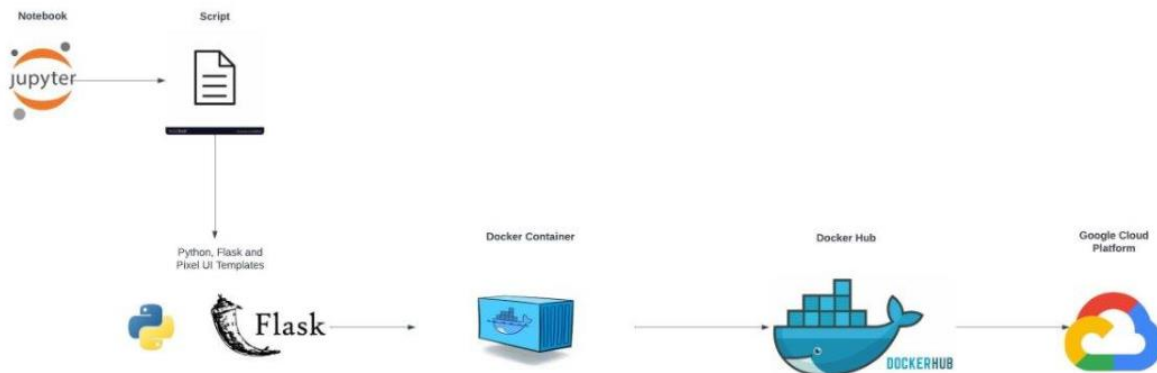 Notebook
Script
jupyter
Python, Flask and
Pixel UI Templates
Flask
Docker Container
Docker Hub
DOCKERHUB
Google Cloud
Platform